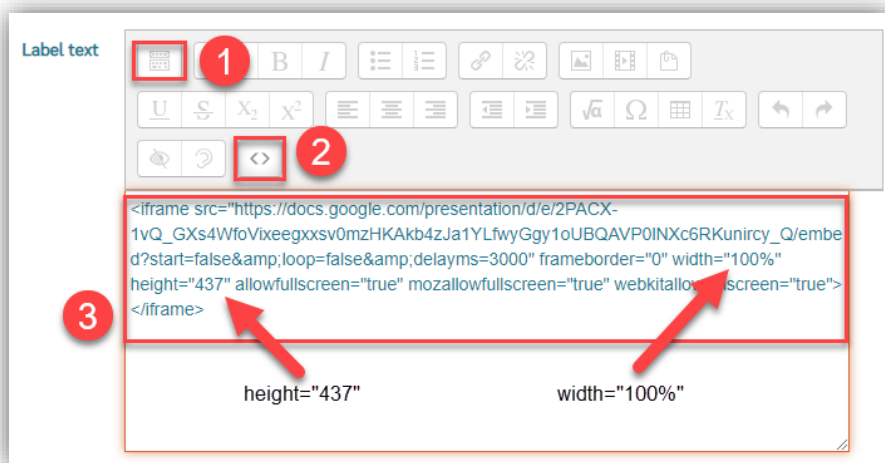 Label text
1
B I
U S X2 X2
√α Ω Tx
2
<iframe src="https://docs.google.com/presentation/d/e/2PACX-
1vQ_GXs4WfoVixeegxxsv0mzHKAkb4zJa1YLfwyGgy1oUBQAVP0INXc6RKunircy_Q/embe
d?start=false&amp;loop=false&amp;delayms=3000" frameborder="0" width="100%"
height="437" allowfullscreen="true" mozallowfullscreen="true" screen="true">
3
</iframe>
height="437" width="100%"